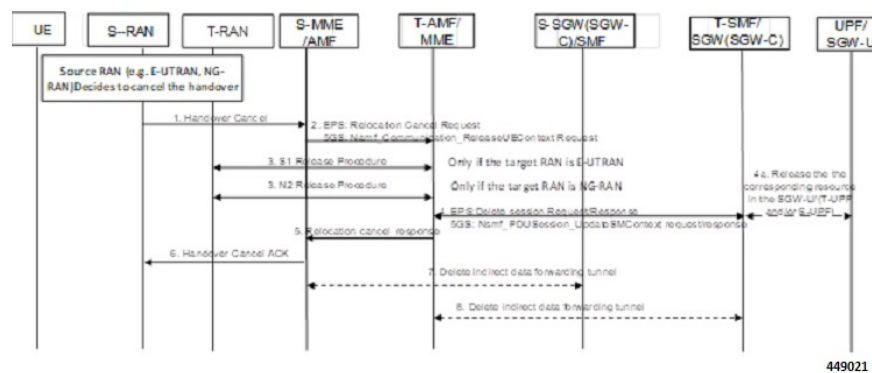 UE
S--RAN
T-RAN
S-MME
/AMF
T-AMF/
MME
S-SGW(SGW-
C)/SMF
T-SMF/
SGW(SGW-C)
UPF/
SGW-U
Source RAN (e.g. E-UTRAN, NG-
RAN)Decides to cancel the handover
1. Handover Cancel
2. EPS: Relocation Cancel Request
5GS: Nsmf_Communication_ReleaseUEContextRequest
3. S1 Release Procedure
Only if the target RAN is E-UTRAN
3. N2 Release Procedure
Only if the target RAN is NG-RAN
4a. Release the the
corresponding resource
in the SGW-U/(T-UPF
and/or S-UPF)
4. EPS:Delete session Request/Response
5GS: Nsmf_PDUSession_UpdateSMContext request/response
5. Relocation cancel response
6. Handover Cancel ACK
7. Delete indirect data forwarding tunnel
8. Delete indirect data forwarding tunnel
449021